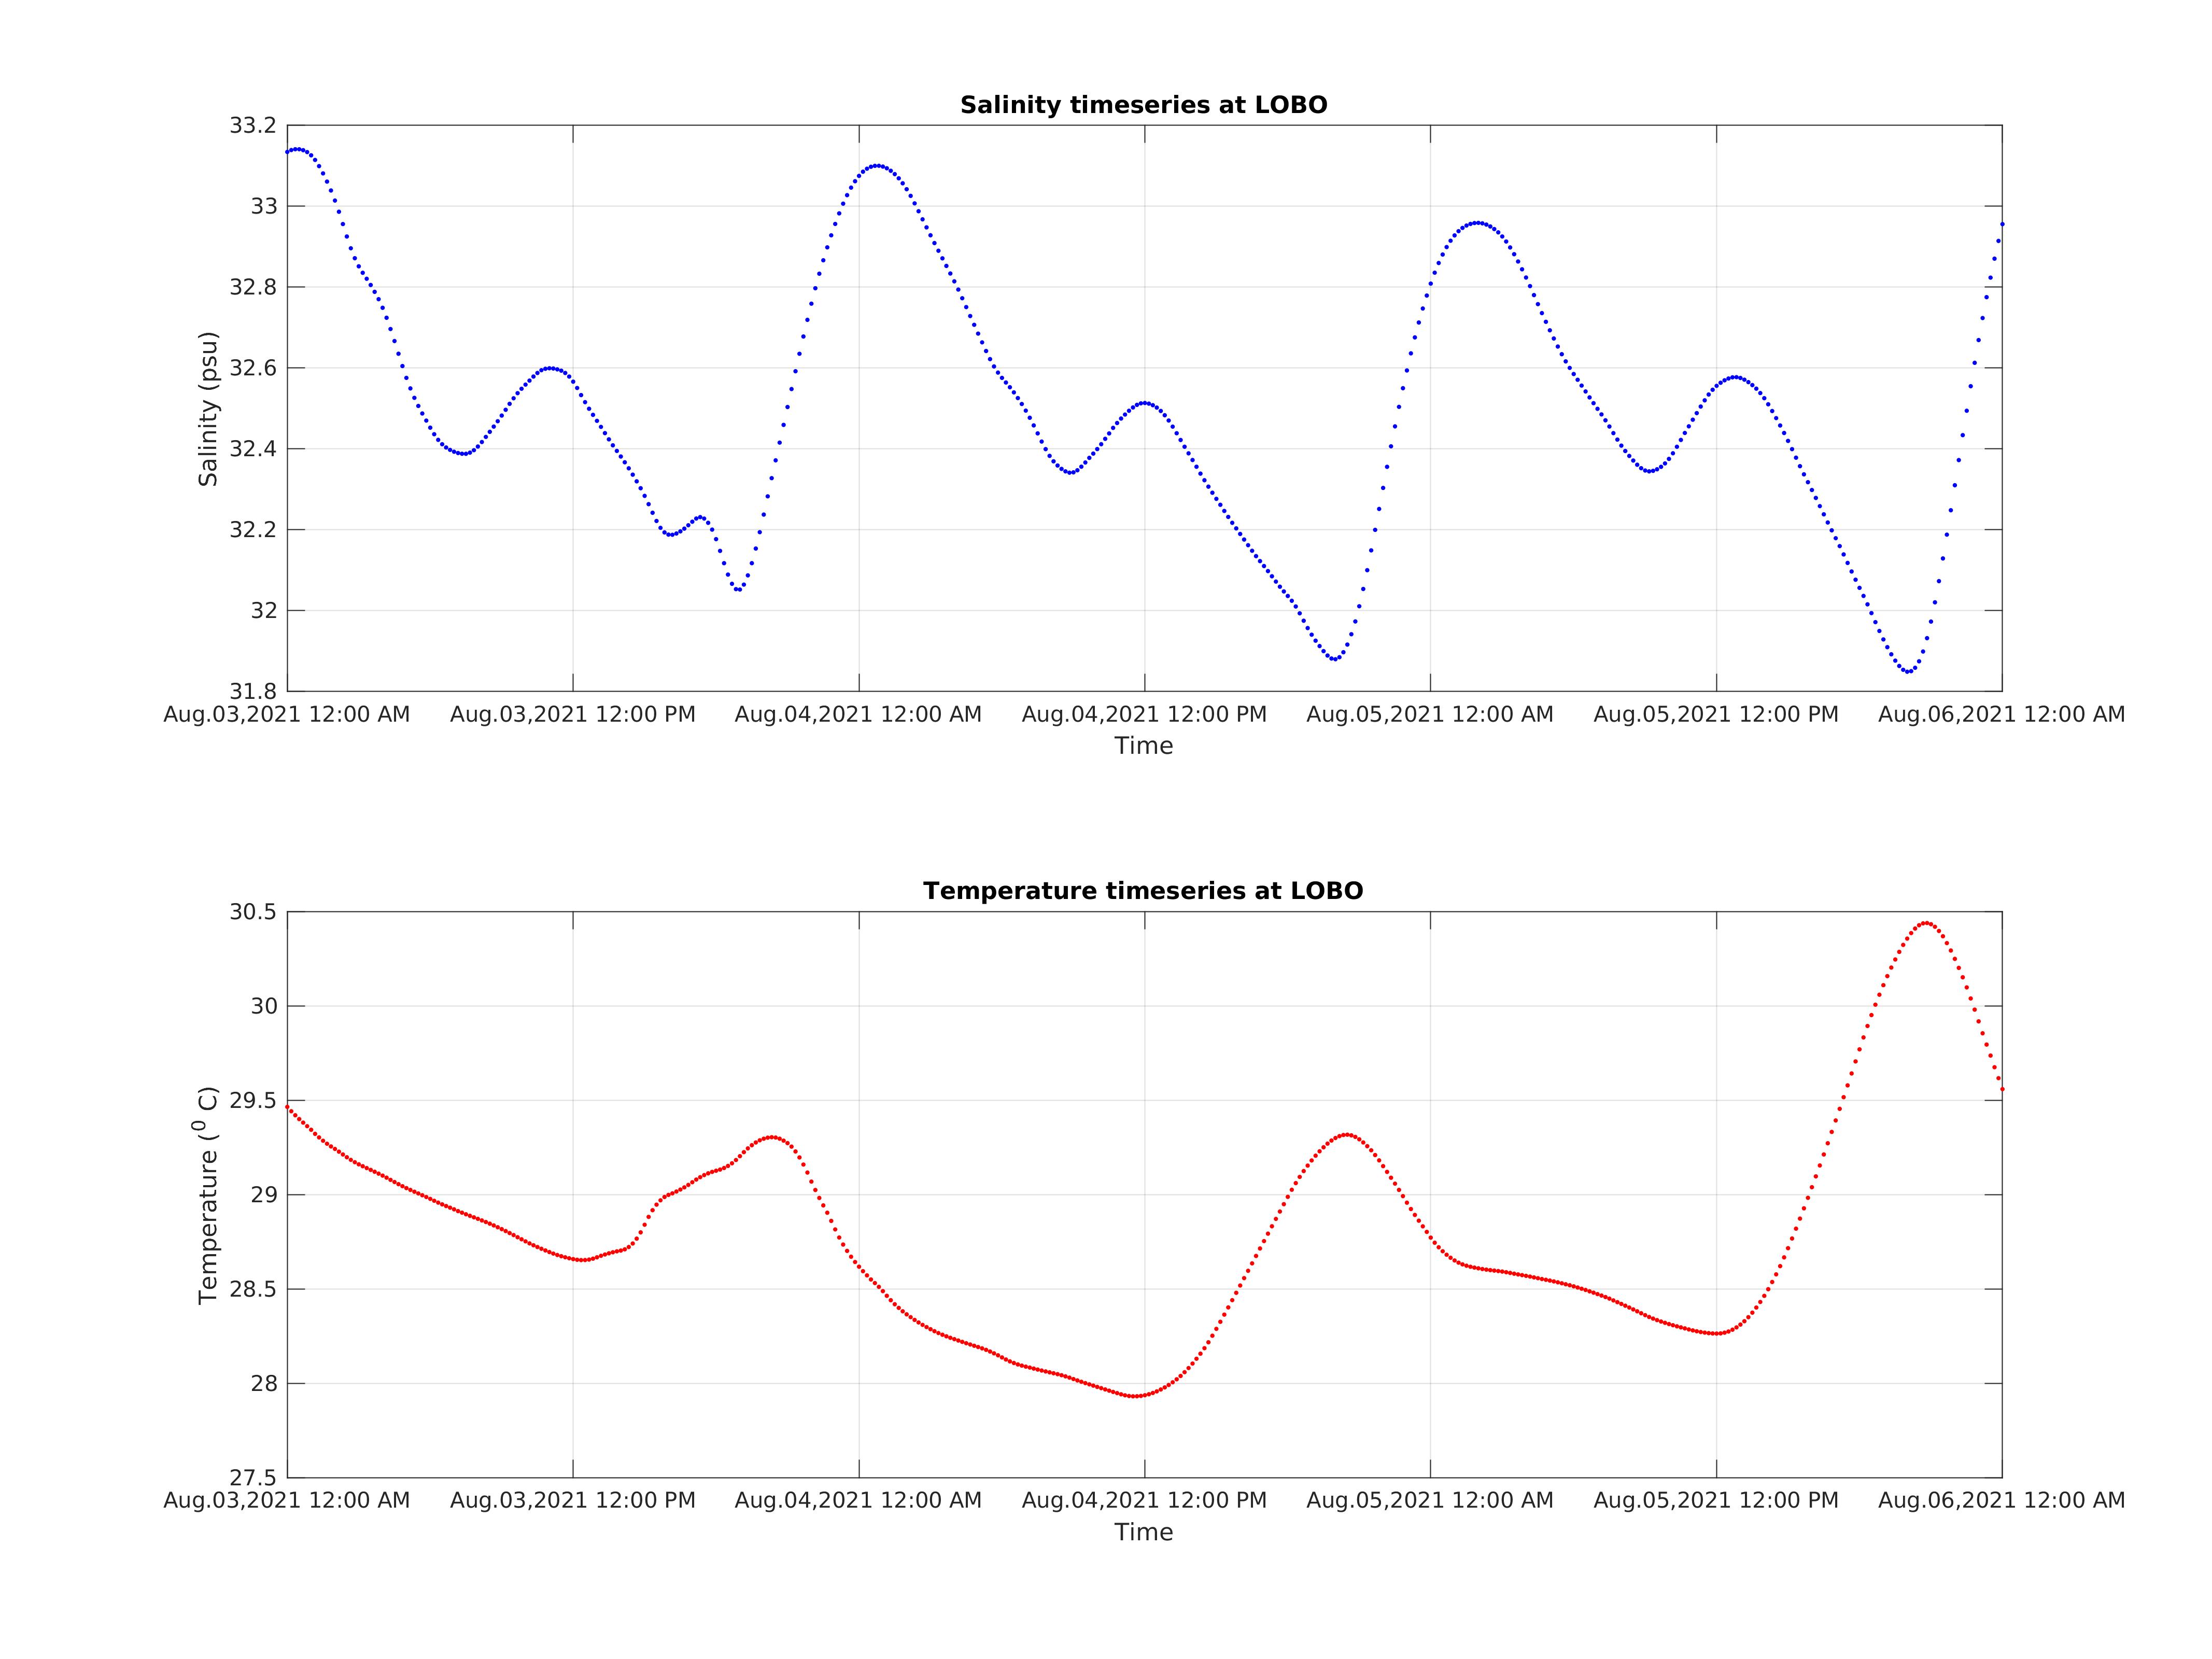 Salinity timeseries at LOBO
33.2
33
32.8
32.6
32.4
32.2
32
31.8
Salinity (psu)
Aug.03,2021 12:00 AM Aug.03,2021 12:00 PM Aug.04,2021 12:00 AM Aug.04,2021 12:00 PM Aug.05,2021 12:00 AM Aug.05,2021 12:00 PM Aug.06,2021 12:00 AM
Time
Temperature timeseries at LOBO
30.5
30
29.5
29
28.5
28
27.5
Temperature (⁰ C)
Aug.03,2021 12:00 AM Aug.03,2021 12:00 PM Aug.04,2021 12:00 AM Aug.04,2021 12:00 PM Aug.05,2021 12:00 AM Aug.05,2021 12:00 PM Aug.06,2021 12:00 AM
Time